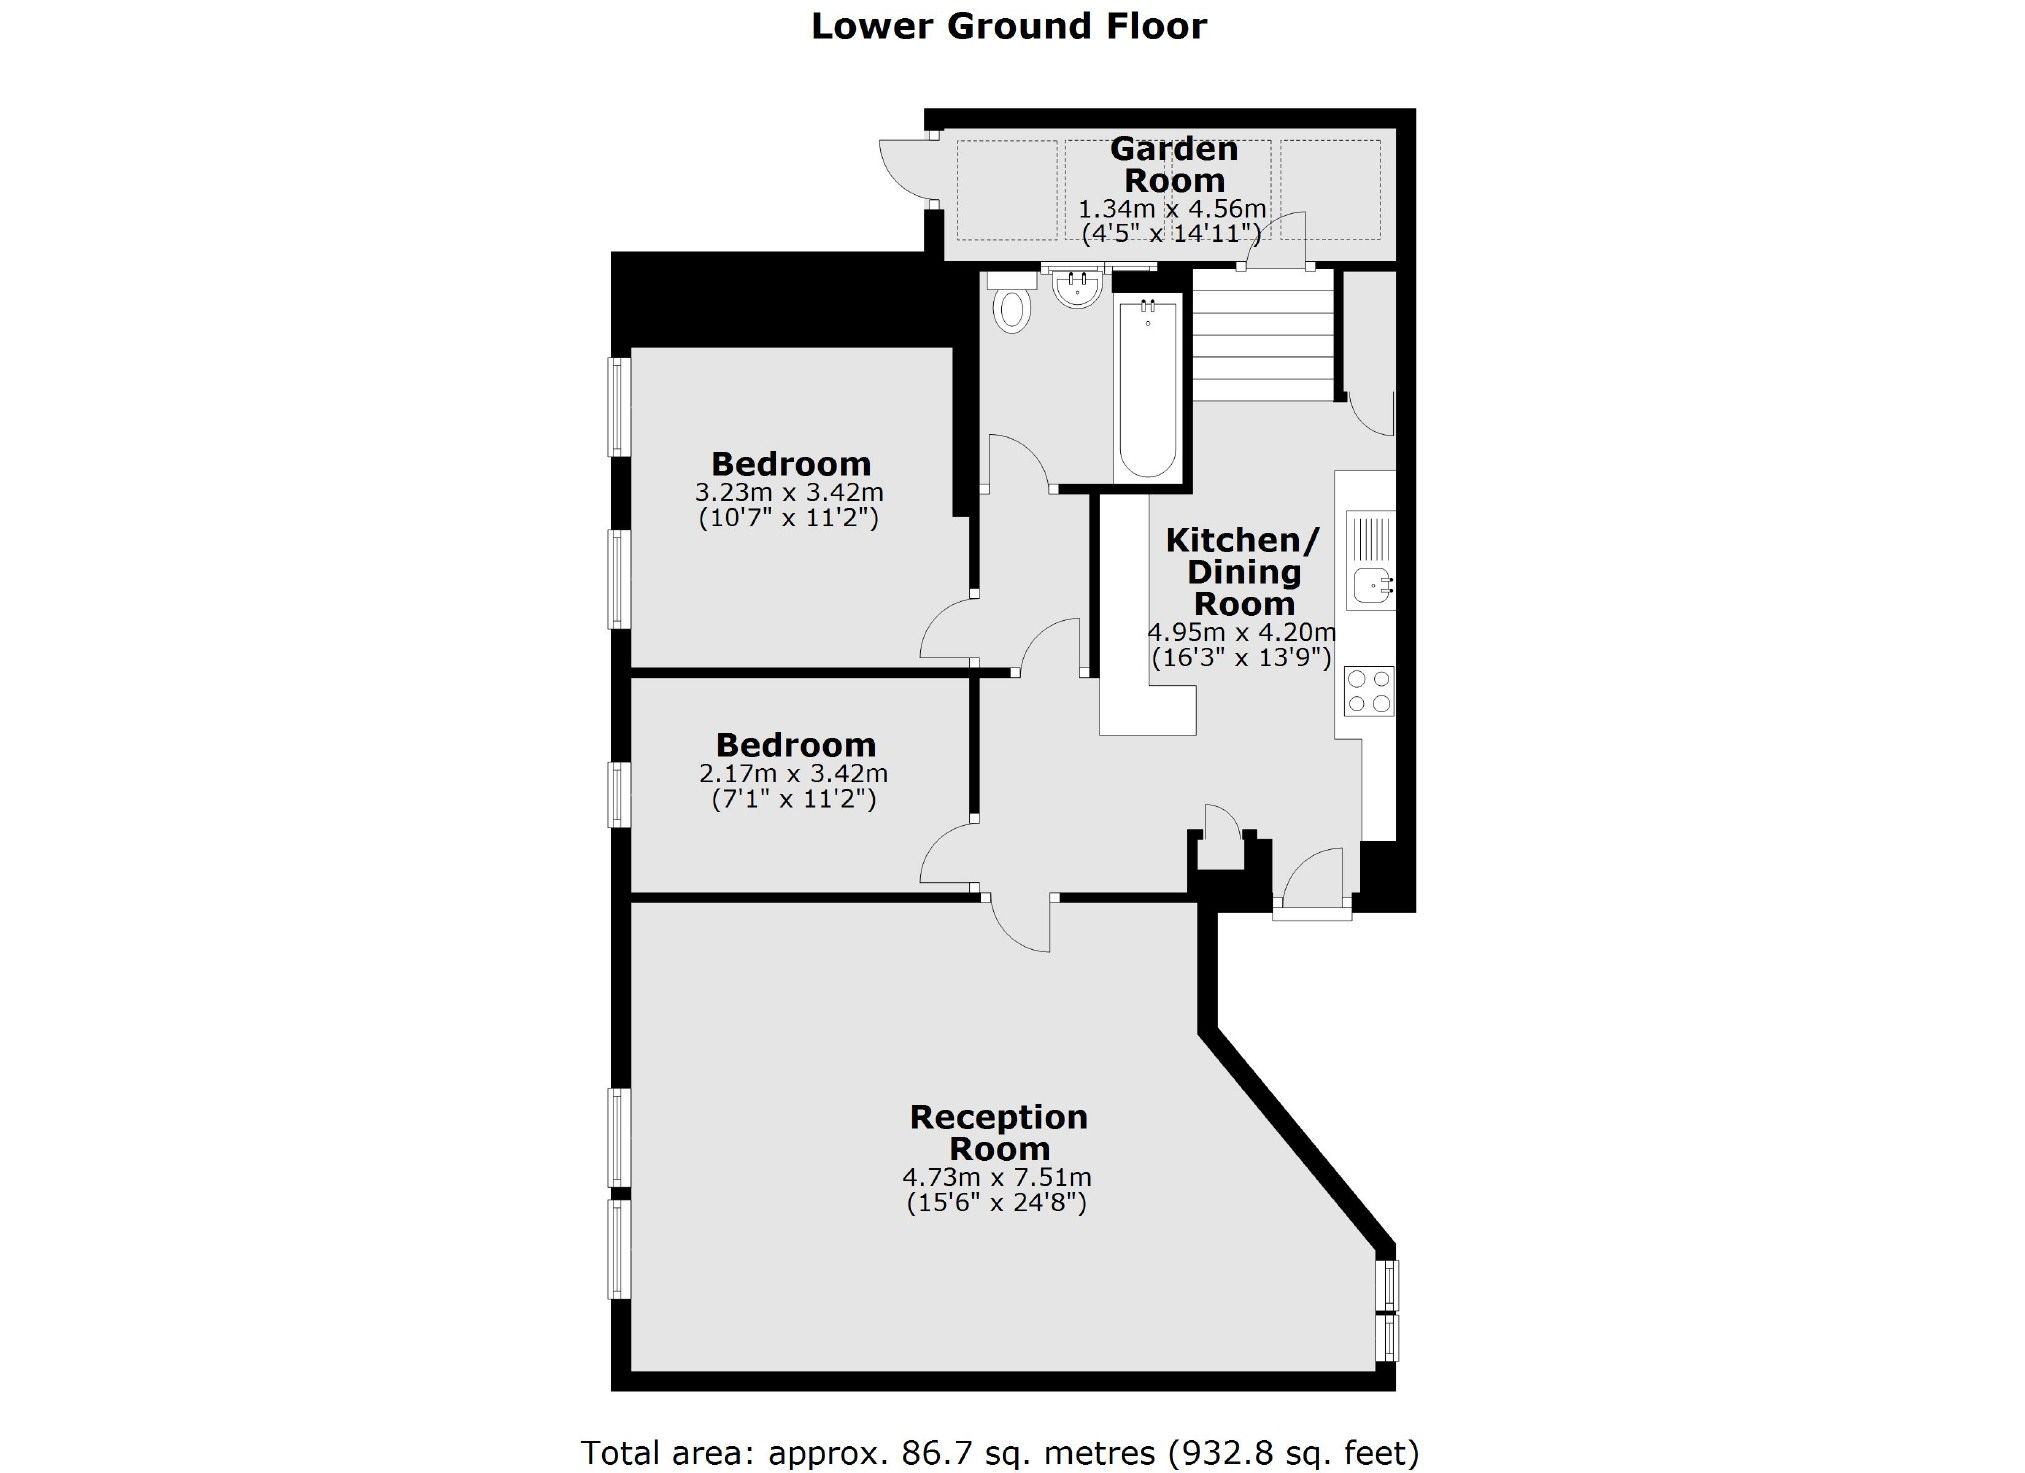 Lower Ground Floor
Garden
Room
1.34m x 4.56m
(4'5" x 14'11")
Bedroom
3.23m x 3.42m
(10'7" x 11'2")
Kitchen/
Dining
Room
4.95m x 4.20m
(16'3" x 13'9")
Bedroom
2.17m x 3.42m
(7'1" x 11'2")
Reception
Room
4.73m x 7.51m
(15'6" x 24'8")
Total area: approx. 86.7 sq. metres (932.8 sq. feet)